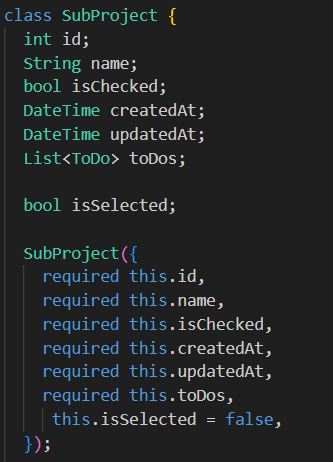 class SubProject {
  int id;
  String name;
  bool isChecked;
  DateTime createdAt;
  DateTime updatedAt;
  List<ToDo> toDos;

  bool isSelected;

  SubProject({
    required this.id,
    required this.name,
    required this.isChecked,
    required this.createdAt,
    required this.updatedAt,
    required this.toDos,
     this.isSelected = false,
  });